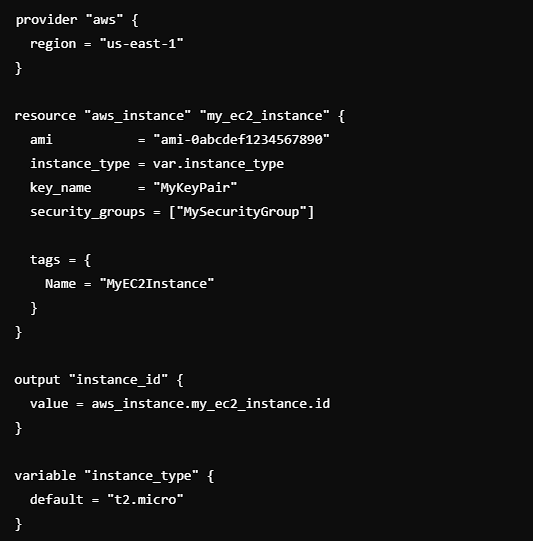 provider "aws" {
  region = "us-east-1"
}

resource "aws_instance" "my_ec2_instance" {
  ami           = "ami-0abcdef1234567890"
  instance_type = var.instance_type
  key_name      = "MyKeyPair"
  security_groups = ["MySecurityGroup"]

  tags = {
    Name = "MyEC2Instance"
  }
}

output "instance_id" {
  value = aws_instance.my_ec2_instance.id
}

variable "instance_type" {
  default = "t2.micro"
}